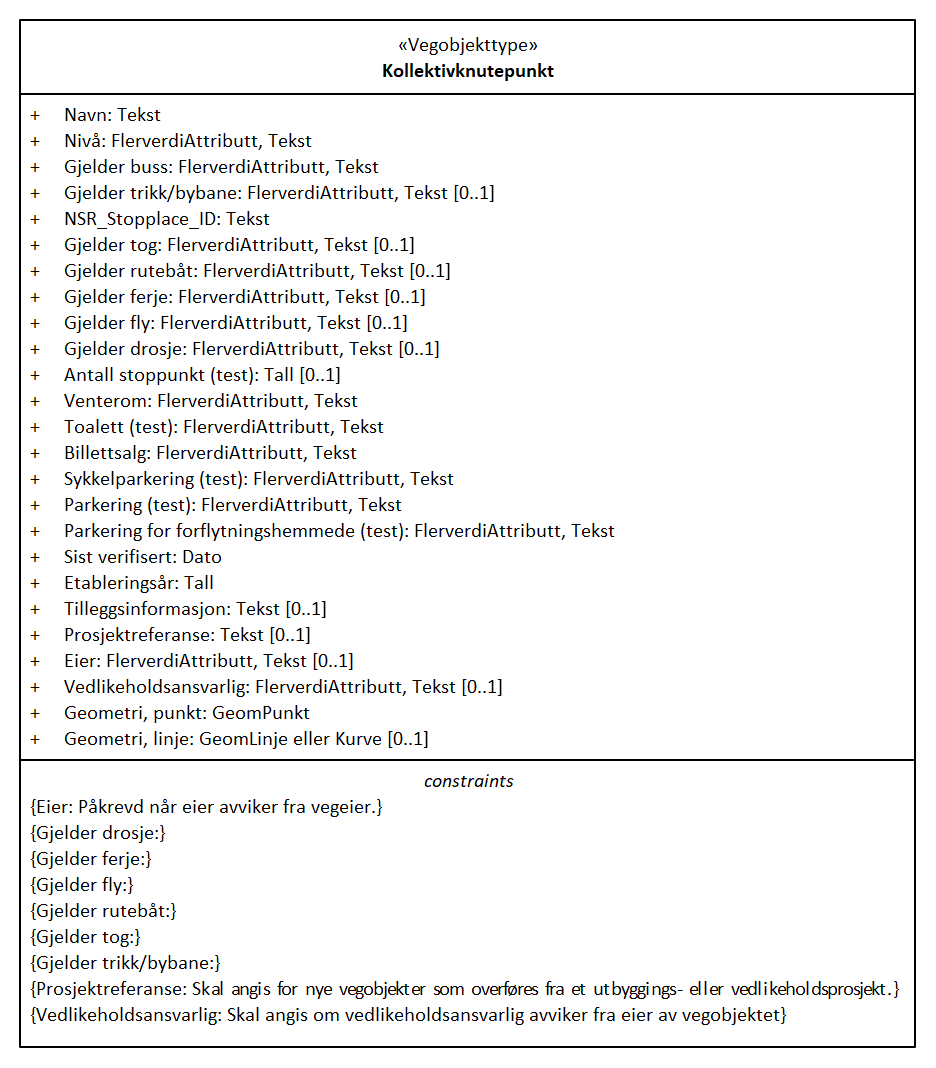 «Vegobjekttype»
Kollektivknutepunkt
+ Navn: Tekst
+ Nivå: FlerverdiAttributt, Tekst
+ Gjelder buss: FlerverdiAttributt, Tekst
+ Gjelder trikk/bybane: FlerverdiAttributt, Tekst [0..1]
+ NSR_Stopplace_ID: Tekst
+ Gjelder tog: FlerverdiAttributt, Tekst [0..1]
+ Gjelder rutebåt: FlerverdiAttributt, Tekst [0..1]
+ Gjelder ferje: FlerverdiAttributt, Tekst [0..1]
+ Gjelder fly: FlerverdiAttributt, Tekst [0..1]
+ Gjelder drosje: FlerverdiAttributt, Tekst [0..1]
+ Antall stoppunkt (test): Tall [0..1]
+ Venterom: FlerverdiAttributt, Tekst
+ Toalett (test): FlerverdiAttributt, Tekst
+ Billettsalg: FlerverdiAttributt, Tekst
+ Sykkelparkering (test): FlerverdiAttributt, Tekst
+ Parkering (test): FlerverdiAttributt, Tekst
+ Parkering for forflytningshemmede (test): FlerverdiAttributt, Tekst
+ Sist verifisert: Dato
+ Etableringsår: Tall
+ Tilleggsinformasjon: Tekst [0..1]
+ Prosjektreferanse: Tekst [0..1]
+ Eier: FlerverdiAttributt, Tekst [0..1]
+ Vedlikeholdsansvarlig: FlerverdiAttributt, Tekst [0..1]
+ Geometri, punkt: GeomPunkt
+ Geometri, linje: GeomLinje eller Kurve [0..1]
constraints
{Eier: Påkrevd når eier avviker fra vegeier.}
{Gjelder drosje:}
{Gjelder ferje:}
{Gjelder fly:}
{Gjelder rutebåt:}
{Gjelder tog:}
{Gjelder trikk/bybane:}
{Prosjektreferanse: Skal angis for nye vegobjekter som overføres fra et utbyggings- eller vedlikeholdsprosjekt.}
{Vedlikeholdsansvarlig: Skal angis om vedlikeholdsansvarlig avviker fra eier av vegobjektet}